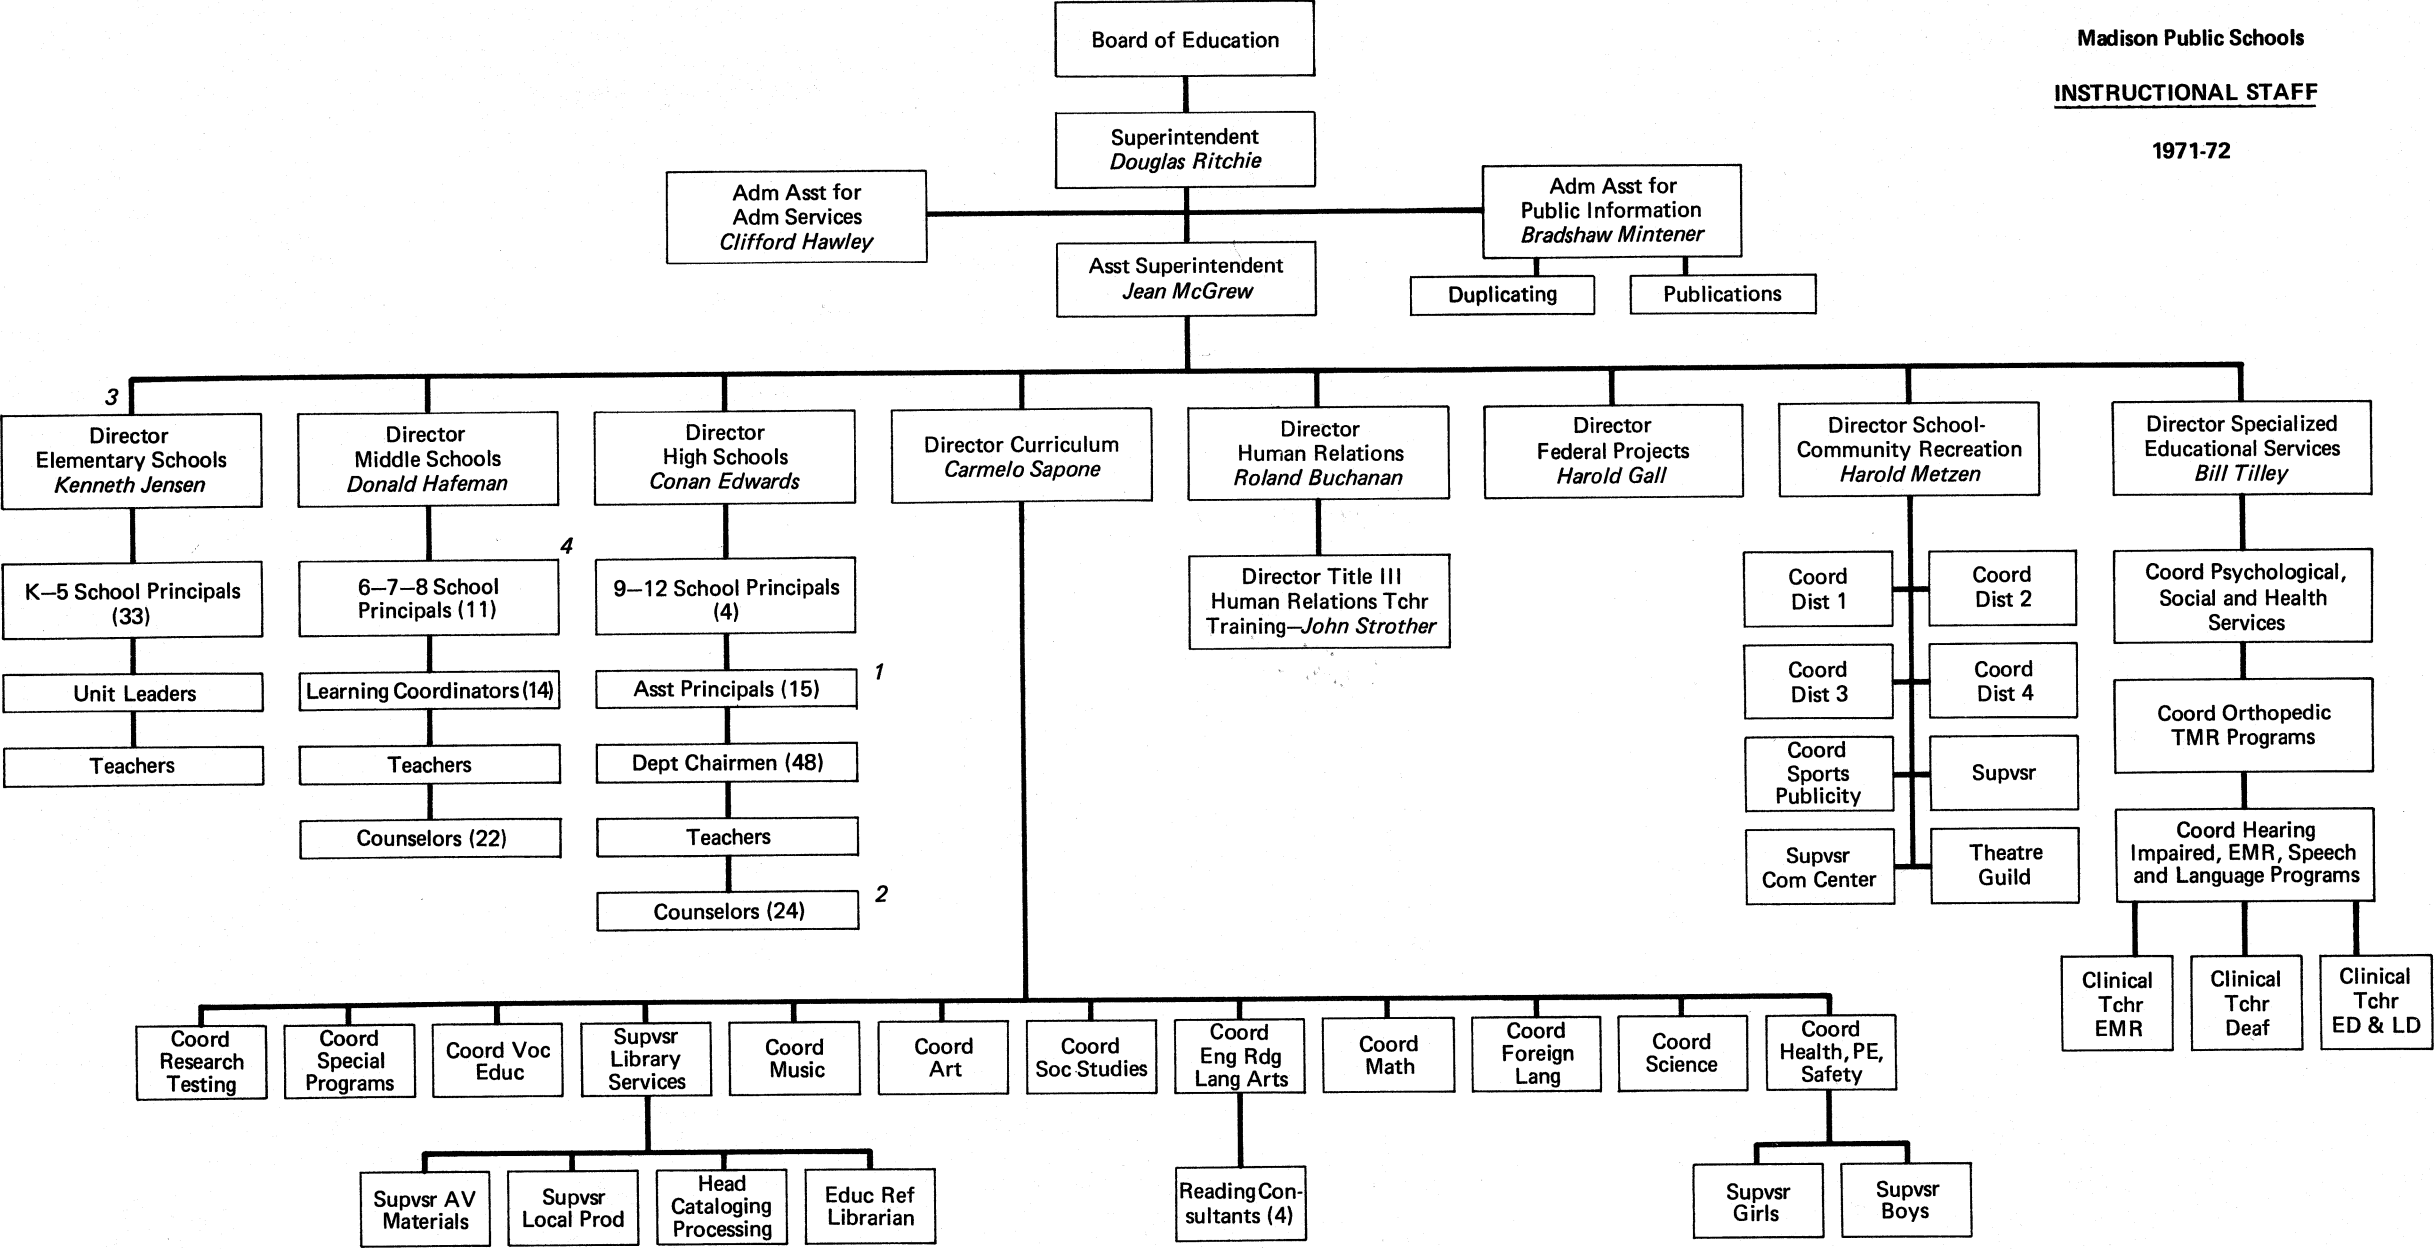 Board of Education
Madison Public Schools
INSTRUCTIONAL STAFF
1971-72
Superintendent
Douglas Ritchie
Adm Asst for
Adm Services
Clifford Hawley
Adm Asst for
Public Information
Bradshaw Mintener
Asst Superintendent
Jean McGrew
Duplicating
Publications
3
Director
Elementary Schools
Kenneth Jensen
Director
Middle Schools
Donald Hafeman
Director
High Schools
Conan Edwards
Director Curriculum
Carmelo Sapone
Director
Human Relations
Roland Buchanan
Director
Federal Projects
Harold Gall
Director School-
Community Recreation
Harold Metzen
Director Specialized
Educational Services
Bill Tilley
K–5 School Principals
(33)
Unit Leaders
Teachers
4
6–7–8 School
Principals (11)
Learning Coordinators (14)
Teachers
Counselors (22)
9–12 School Principals
(4)
Asst Principals (15)
1
Dept Chairmen (48)
Teachers
Counselors (24)
2
Director Title III
Human Relations Tchr
Training–John Strother
Coord
Dist 1
Coord
Dist 2
Coord
Dist 3
Coord
Dist 4
Coord
Sports
Publicity
Supvsr
Supvsr
Com Center
Theatre
Guild
Coord Psychological,
Social and Health
Services
Coord Orthopedic
TMR Programs
Coord Hearing
Impaired, EMR, Speech
and Language Programs
Clinical
Tchr
EMR
Clinical
Tchr
Deaf
Clinical
Tchr
ED & LD
Coord
Research
Testing
Coord
Special
Programs
Coord Voc
Educ
Supvsr
Library
Services
Coord
Music
Coord
Art
Coord
Soc Studies
Coord
Eng Rdg
Lang Arts
Coord
Math
Coord
Foreign
Lang
Coord
Science
Coord
Health, PE,
Safety
Supvsr AV
Materials
Supvsr
Local Prod
Head
Cataloging
Processing
Educ Ref
Librarian
Reading Con-
sultants (4)
Supvsr
Girls
Supvsr
Boys